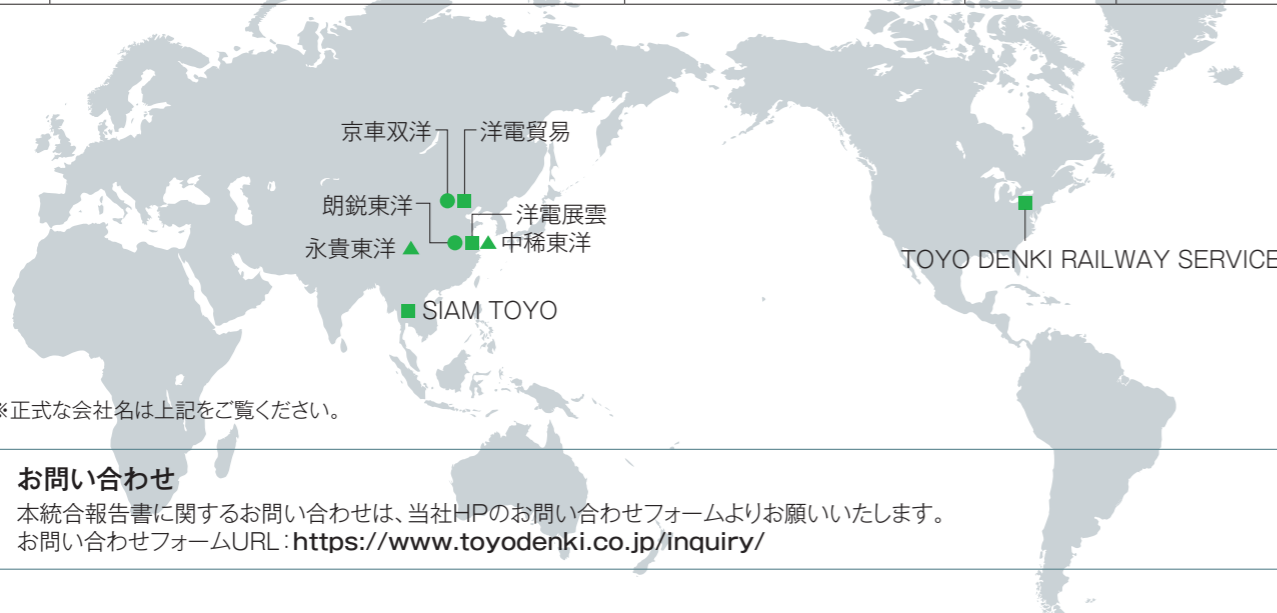 京車双洋
洋電貿易
朗鋭東洋
洋電展雲
永貴東洋
中稀東洋
TOYO DENKI RAILWAY SERVICE
SIAM TOYO
※正式な会社名は上記をご覧ください。
お問い合わせ
本統合報告書に関するお問い合わせは、当社HPのお問い合わせフォームよりお願いいたします。
お問い合わせフォームURL：https://www.toyodenki.co.jp/inquiry/